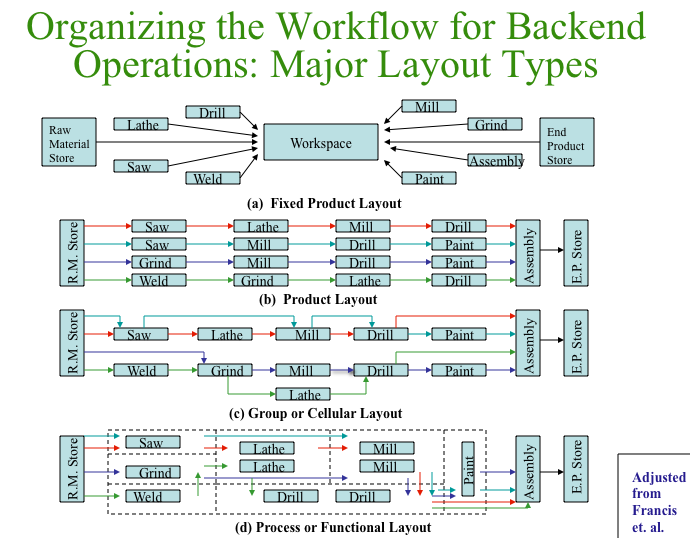 Organizing the Workflow for Backend
Operations: Major Layout Types
Drill
Mill
Raw
Material
Store
Lathe
Workspace
Grind
End
Product
Store
Saw
Assembly
Weld
Paint
(a) Fixed Product Layout
R.M. Store
Saw Lathe Mill Drill
Saw Mill Drill Paint
Grind Mill Drill Paint
Weld Grind Lathe Drill
Assembly
E.P. Store
(b) Product Layout
R.M. Store
Saw Lathe Mill Drill Paint
Weld Grind Mill Drill Paint
Lathe
Assembly
E.P. Store
(c) Group or Cellular Layout
R.M. Store
Saw Lathe Mill
Grind Lathe Mill
Weld Drill Drill
Paint
Assembly
E.P. Store
(d) Process or Functional Layout
Adjusted
from
Francis
et. al.